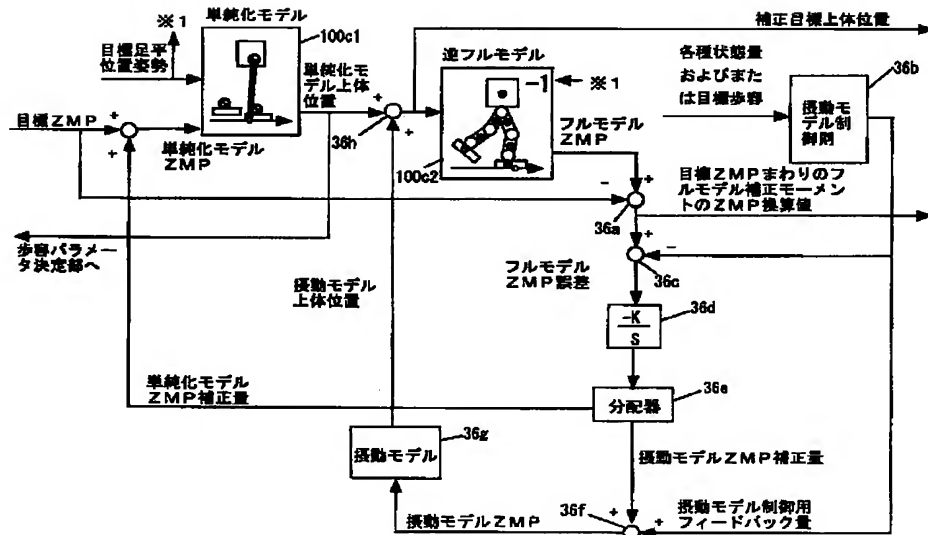 ※1
単純化モデル
100c1
目標足平
位置姿勢
単純化モ
デル上体
位置
目標ZMP
+
+
単純化モデル
ZMP
補正目標上体位置
逆フルモデル
-1
※1
+
+
36h
100c2
フルモデル
ZMP
各種状態量
およびまた
は目標歩容
36b
摂動モ
デル制
御則
-
+
36a
目標ZMPまわりのフ
ルモデル補正モーメン
トのZMP換算値
歩容パラメー
タ決定部へ
+
-
36c
フルモデル
ZMP誤差
摂動モデル
上体位置
-K
S
36d
単純化モデル
ZMP補正量
分配器
36e
摂動モデル
36g
摂動モデルZMP補正量
摂動モデルZMP
36f
+
+
摂動モデル制御用
フィードバック量